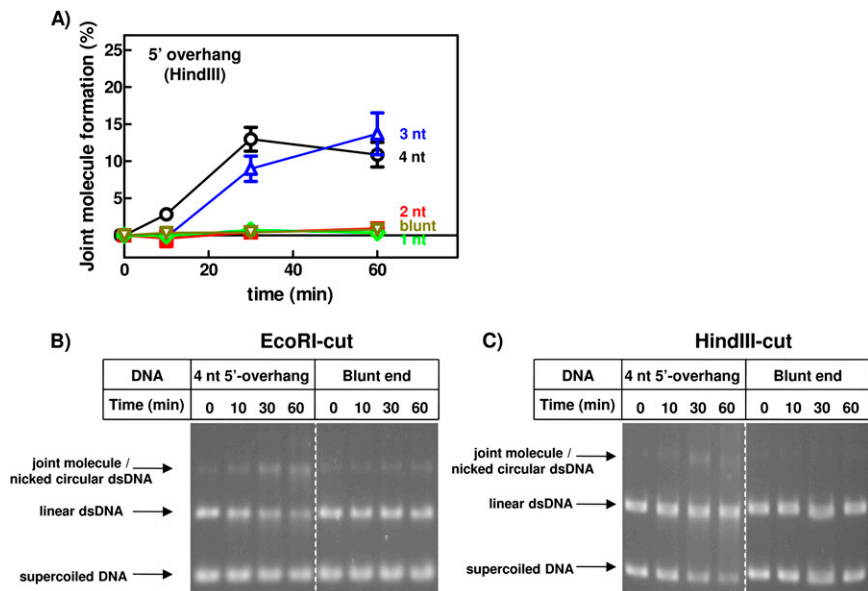 A)
Joint molecule formation (%)
25
20
15
10
5
0
20
40
60
time (min)
5' overhang
(HindIII)
3 nt
4 nt
2 nt
blunt
1 nt
B)
EcoRI-cut
DNA 4 nt 5'-overhang Blunt end
Time (min) 0 10 30 60 0 10 30 60
joint molecule /
nicked circular dsDNA
linear dsDNA
supercoiled DNA
C)
HindIII-cut
DNA 4 nt 5'-overhang Blunt end
Time (min) 0 10 30 60 0 10 30 60
joint molecule /
nicked circular dsDNA
linear dsDNA
supercoiled DNA